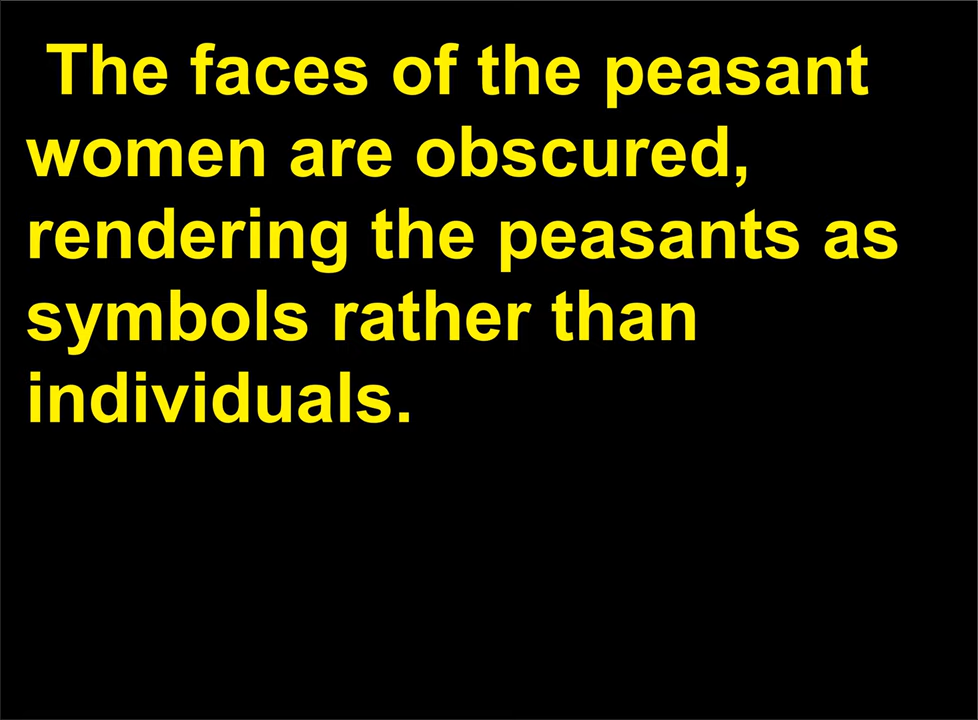 The faces of the peasant
women are obscured,
rendering the peasants as
symbols rather than
individuals.